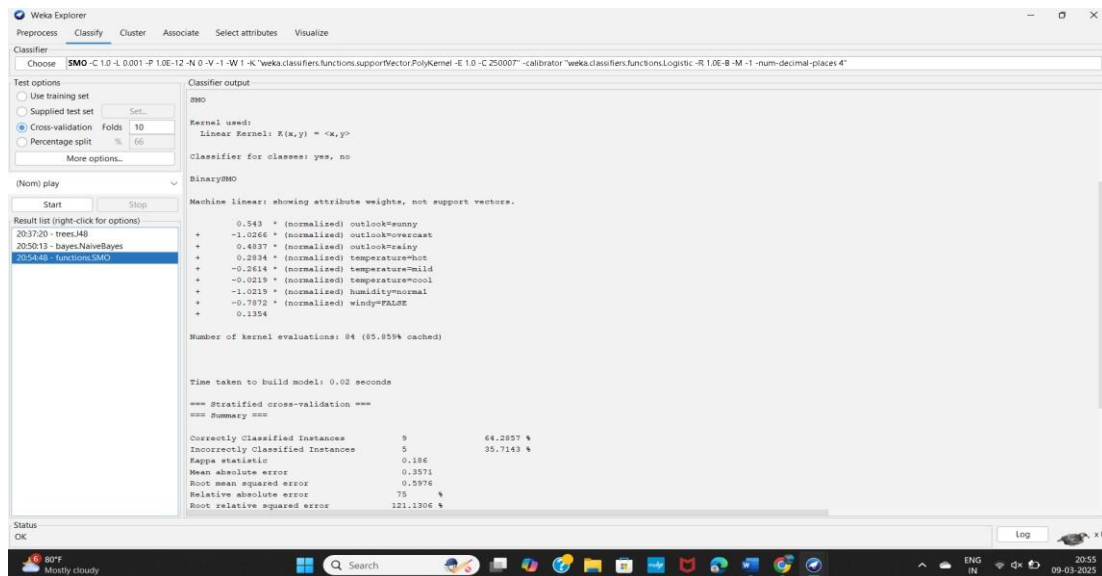 Weka Explorer
Preprocess Classify Cluster Associate Select attributes Visualize
Classifier
Choose SMO -C 1.0 -L 0.001 -P 1.0E-12 -N 0 -V -1 -W 1 -K "weka.classifiers.functions.supportVector.PolyKernel -E 1.0 -C 250007" -calibrator "weka.classifiers.functions.Logistic -R 1.0E-8 -M -1 -num-decimal-places 4"
Test options
Use training set
Supplied test set Set...
Cross-validation Folds 10
Percentage split % 66
More options...
(Nom) play
Start Stop
Result list (right-click for options)
20:37:20 - trees.J48
20:50:13 - bayes.NaiveBayes
20:54:48 - functions.SMO
Classifier output
SMO
Kernel used:
Linear Kernel: K(x,y) = <x,y>
Classifier for classes: yes, no
BinarySMO
Machine linear: showing attribute weights, not support vectors.
0.543 * (normalized) outlook=sunny
+ -1.0266 * (normalized) outlook=overcast
+ 0.4837 * (normalized) outlook=rainy
+ 0.2834 * (normalized) temperature=hot
+ -0.2614 * (normalized) temperature=mild
+ -0.0219 * (normalized) temperature=cool
+ -1.0219 * (normalized) humidity=normal
+ -0.7872 * (normalized) windy=FALSE
+ 0.1354
Number of kernel evaluations: 84 (85.859% cached)
Time taken to build model: 0.02 seconds
=== Stratified cross-validation ===
=== Summary ===
Correctly Classified Instances 9 64.2857 %
Incorrectly Classified Instances 5 35.7143 %
Kappa statistic 0.186
Mean absolute error 0.3571
Root mean squared error 0.5976
Relative absolute error 75 %
Root relative squared error 121.1306 %
Status
OK
Log
x
6
80°F
Mostly cloudy
Search
ENG
IN
20:55
09-03-2025